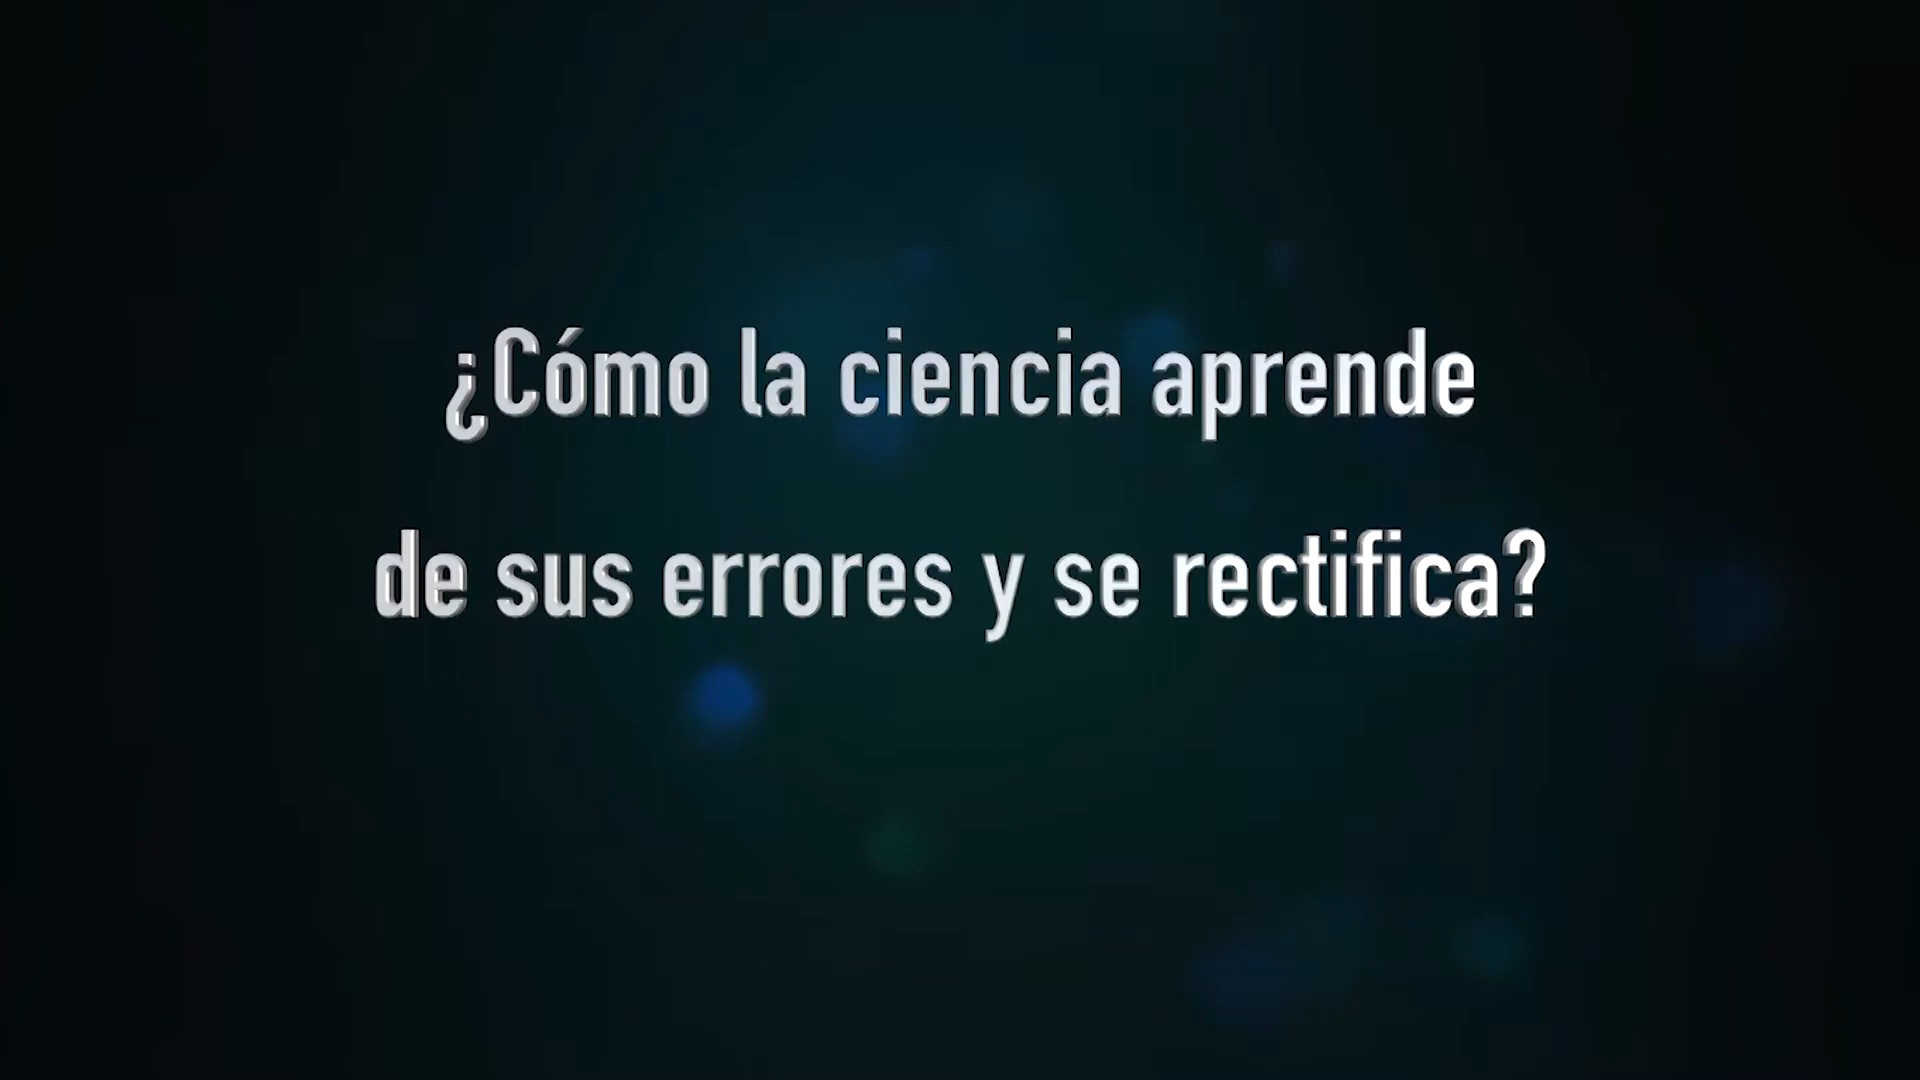 ¿Cómo la ciencia aprende
de sus errores y se rectifica?